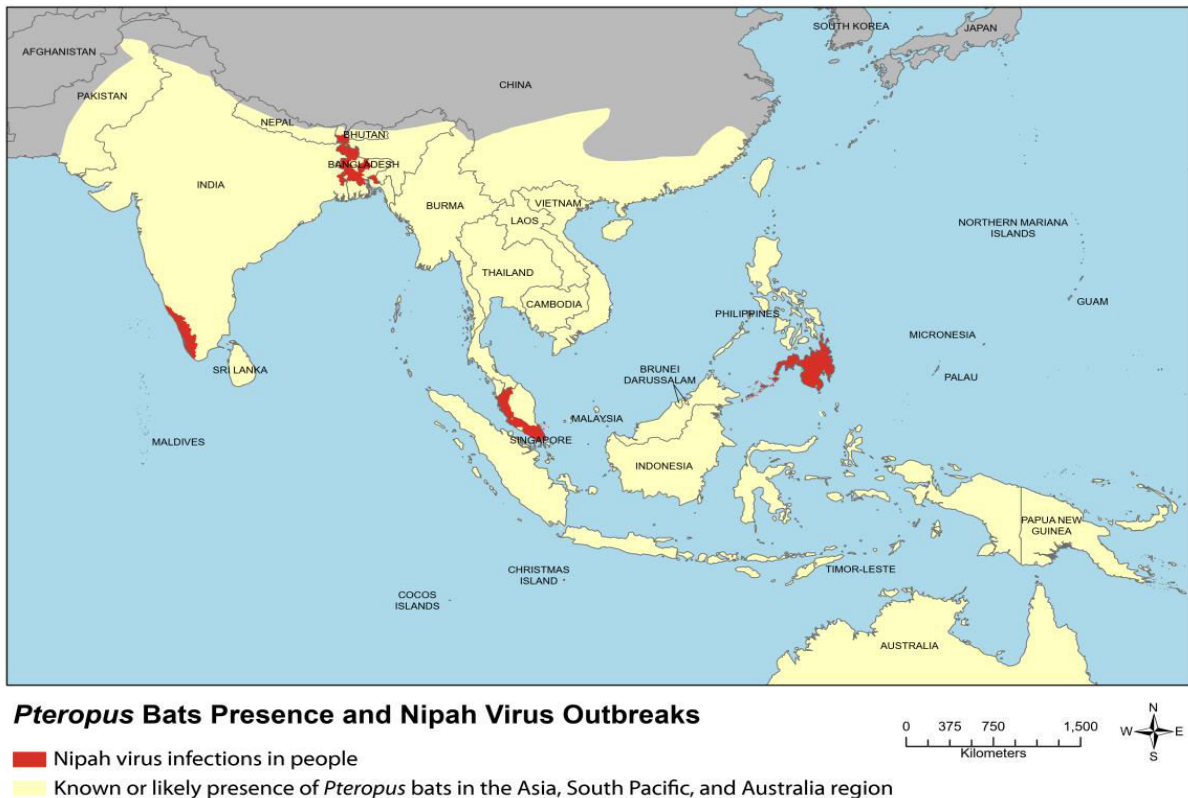 SOUTH KOREA
JAPAN
AFGHANISTAN
CHINA
PAKISTAN
NEPAL
BHUTAN
BANGLADESH
INDIA
BURMA
VIETNAM
LAOS
NORTHERN MARIANA
ISLANDS
THAILAND
CAMBODIA
GUAM
PHILIPPINES
MICRONESIA
SRI LANKA
BRUNEI
DARUSSALAM
PALAU
MALAYSIA
MALDIVES
SINGAPORE
INDONESIA
PAPUA NEW
GUINEA
CHRISTMAS
ISLAND
TIMOR-LESTE
COCOS
ISLANDS
AUSTRALIA
Pteropus Bats Presence and Nipah Virus Outbreaks
0 375 750 1,500
Kilometers
N
W E
S
Nipah virus infections in people
Known or likely presence of Pteropus bats in the Asia, South Pacific, and Australia region